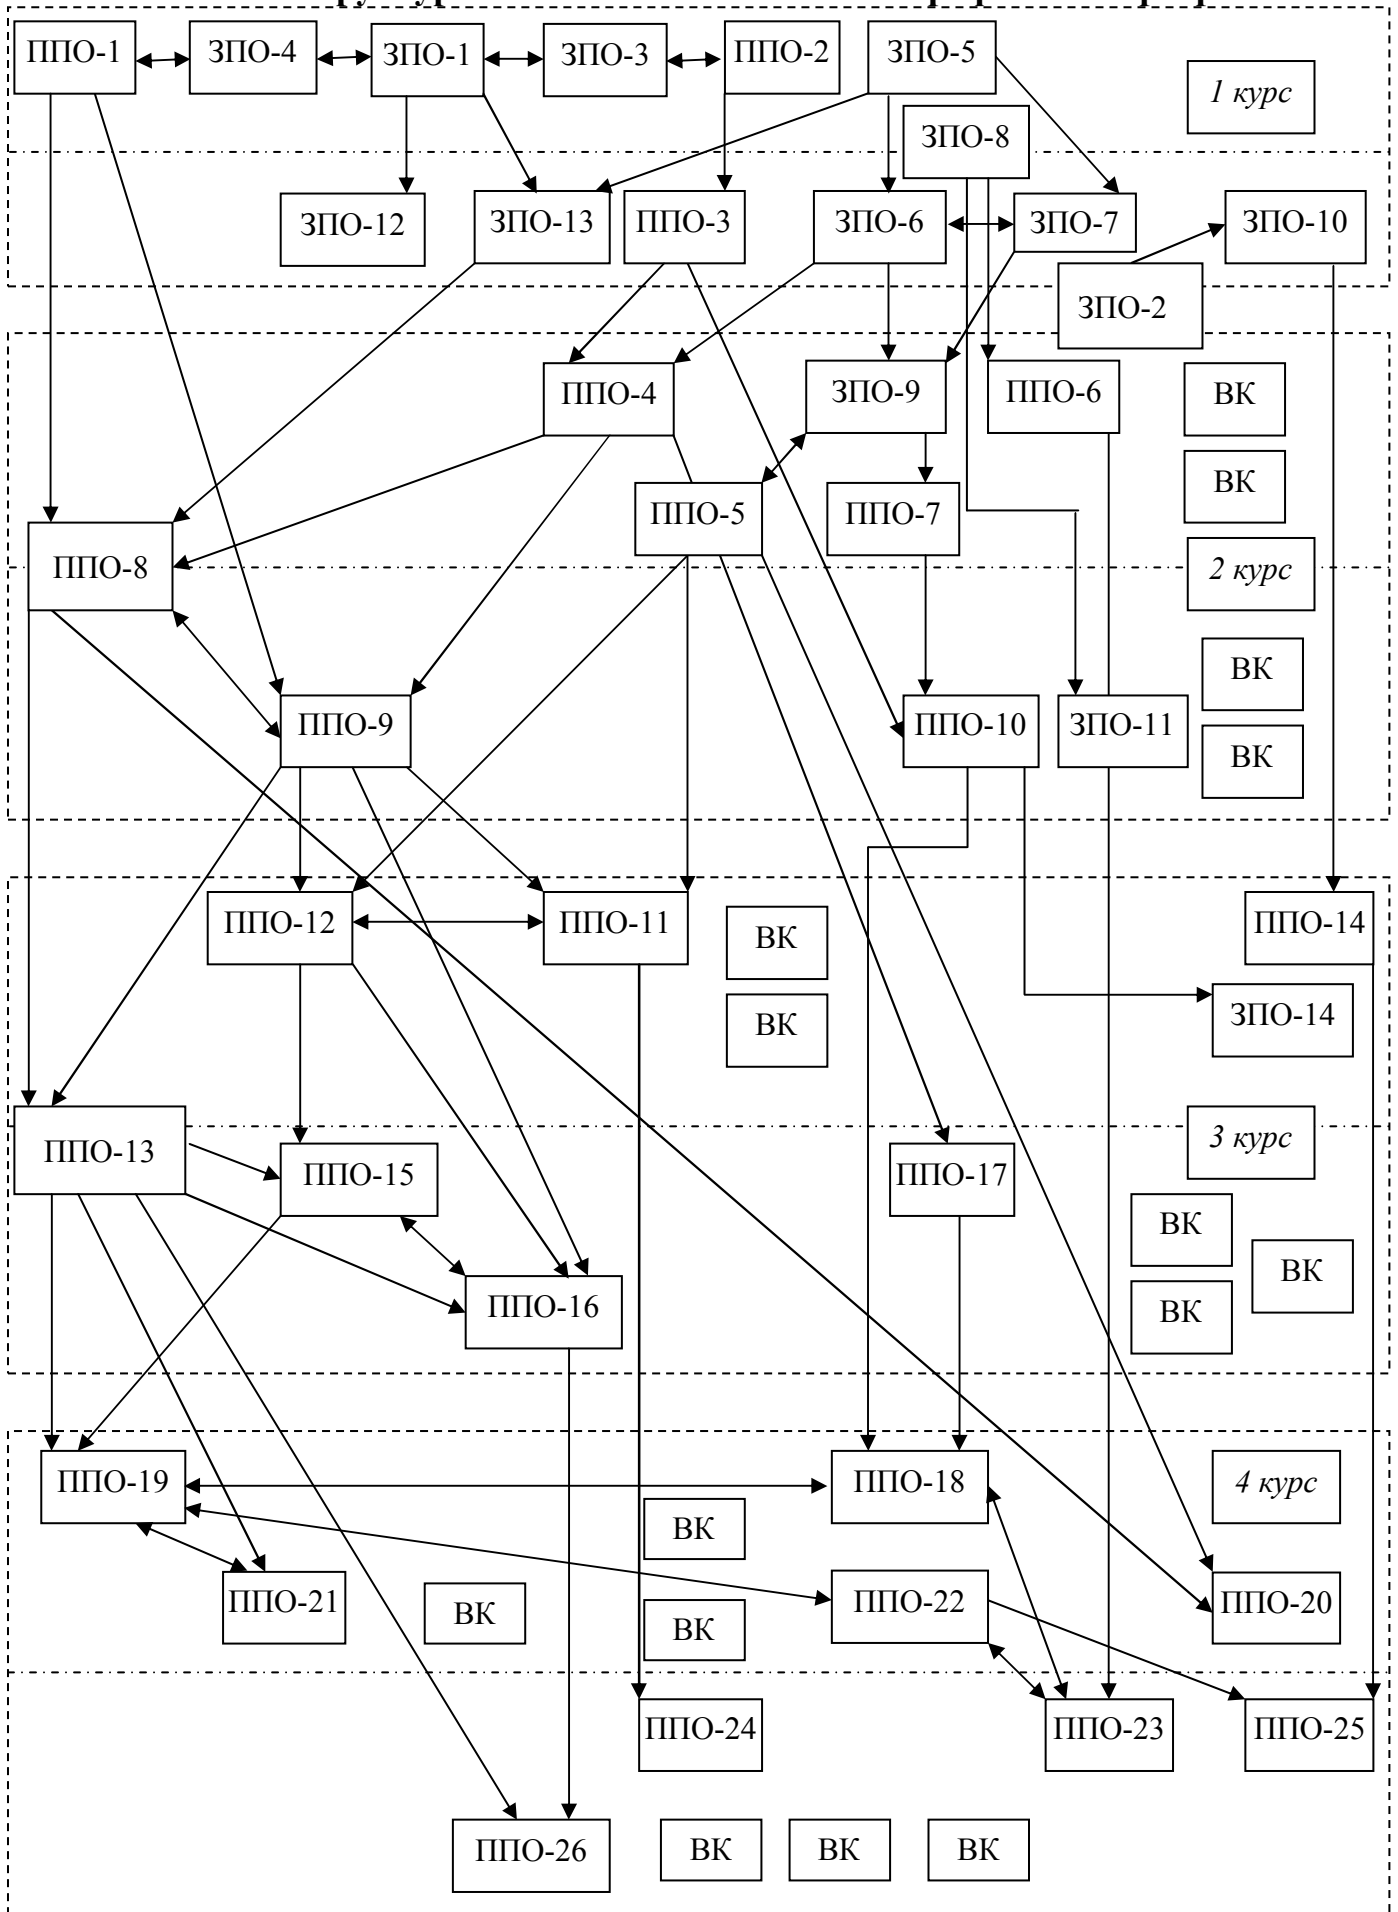 ППО-1 ЗПО-4 ЗПО-1 ЗПО-3 ППО-2 ЗПО-5
1 курс
ЗПО-8
ЗПО-12 ЗПО-13 ППО-3 ЗПО-6 ЗПО-7 ЗПО-10
ЗПО-2
ППО-4 ЗПО-9 ППО-6 ВК
ВК
ППО-5 ППО-7
ППО-8 2 курс
ВК
ППО-9 ППО-10 ЗПО-11
ВК
ППО-12 ППО-11 ВК ППО-14
ВК ЗПО-14
ППО-13 3 курс
ППО-15 ППО-17
ВК
ВК
ППО-16 ВК
ППО-19 ППО-18 4 курс
ВК
ППО-21 ВК ППО-22 ППО-20
ВК
ППО-24 ППО-23 ППО-25
ППО-26 ВК ВК ВК